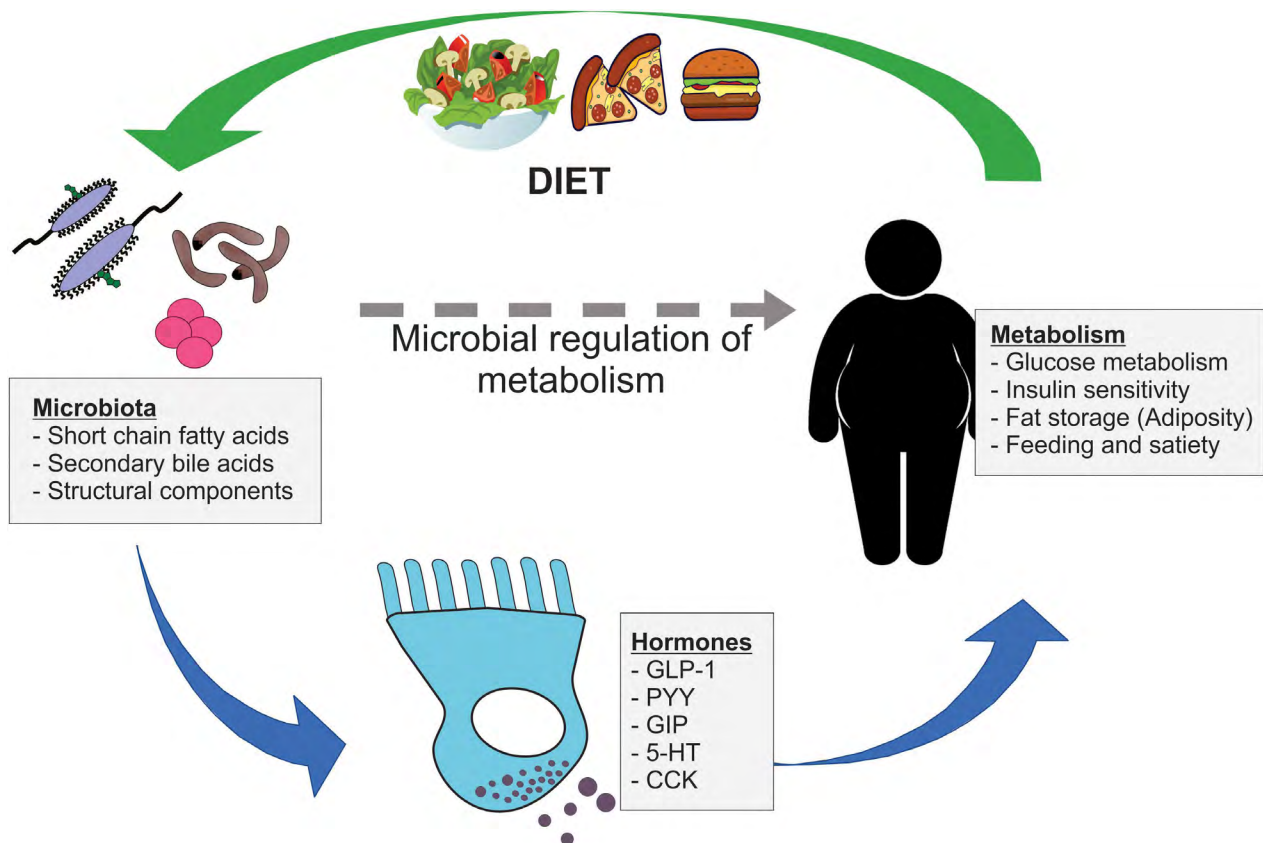 DIET
Microbial regulation of
metabolism
Microbiota
- Short chain fatty acids
- Secondary bile acids
- Structural components
Metabolism
- Glucose metabolism
- Insulin sensitivity
- Fat storage (Adiposity)
- Feeding and satiety
Hormones
- GLP-1
- PYY
- GIP
- 5-HT
- CCK